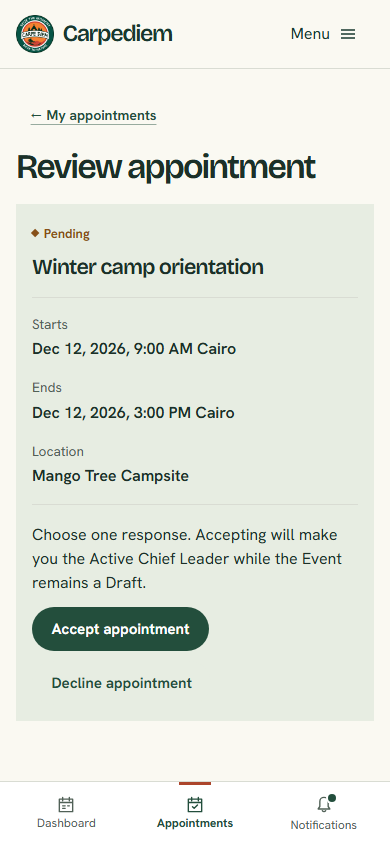 Carpediem
Menu
← My appointments
Review appointment
Pending
Winter camp orientation
Starts
Dec 12, 2026, 9:00 AM Cairo
Ends
Dec 12, 2026, 3:00 PM Cairo
Location
Mango Tree Campsite
Choose one response. Accepting will make
you the Active Chief Leader while the Event
remains a Draft.
Accept appointment
Decline appointment
Dashboard
Appointments
Notifications